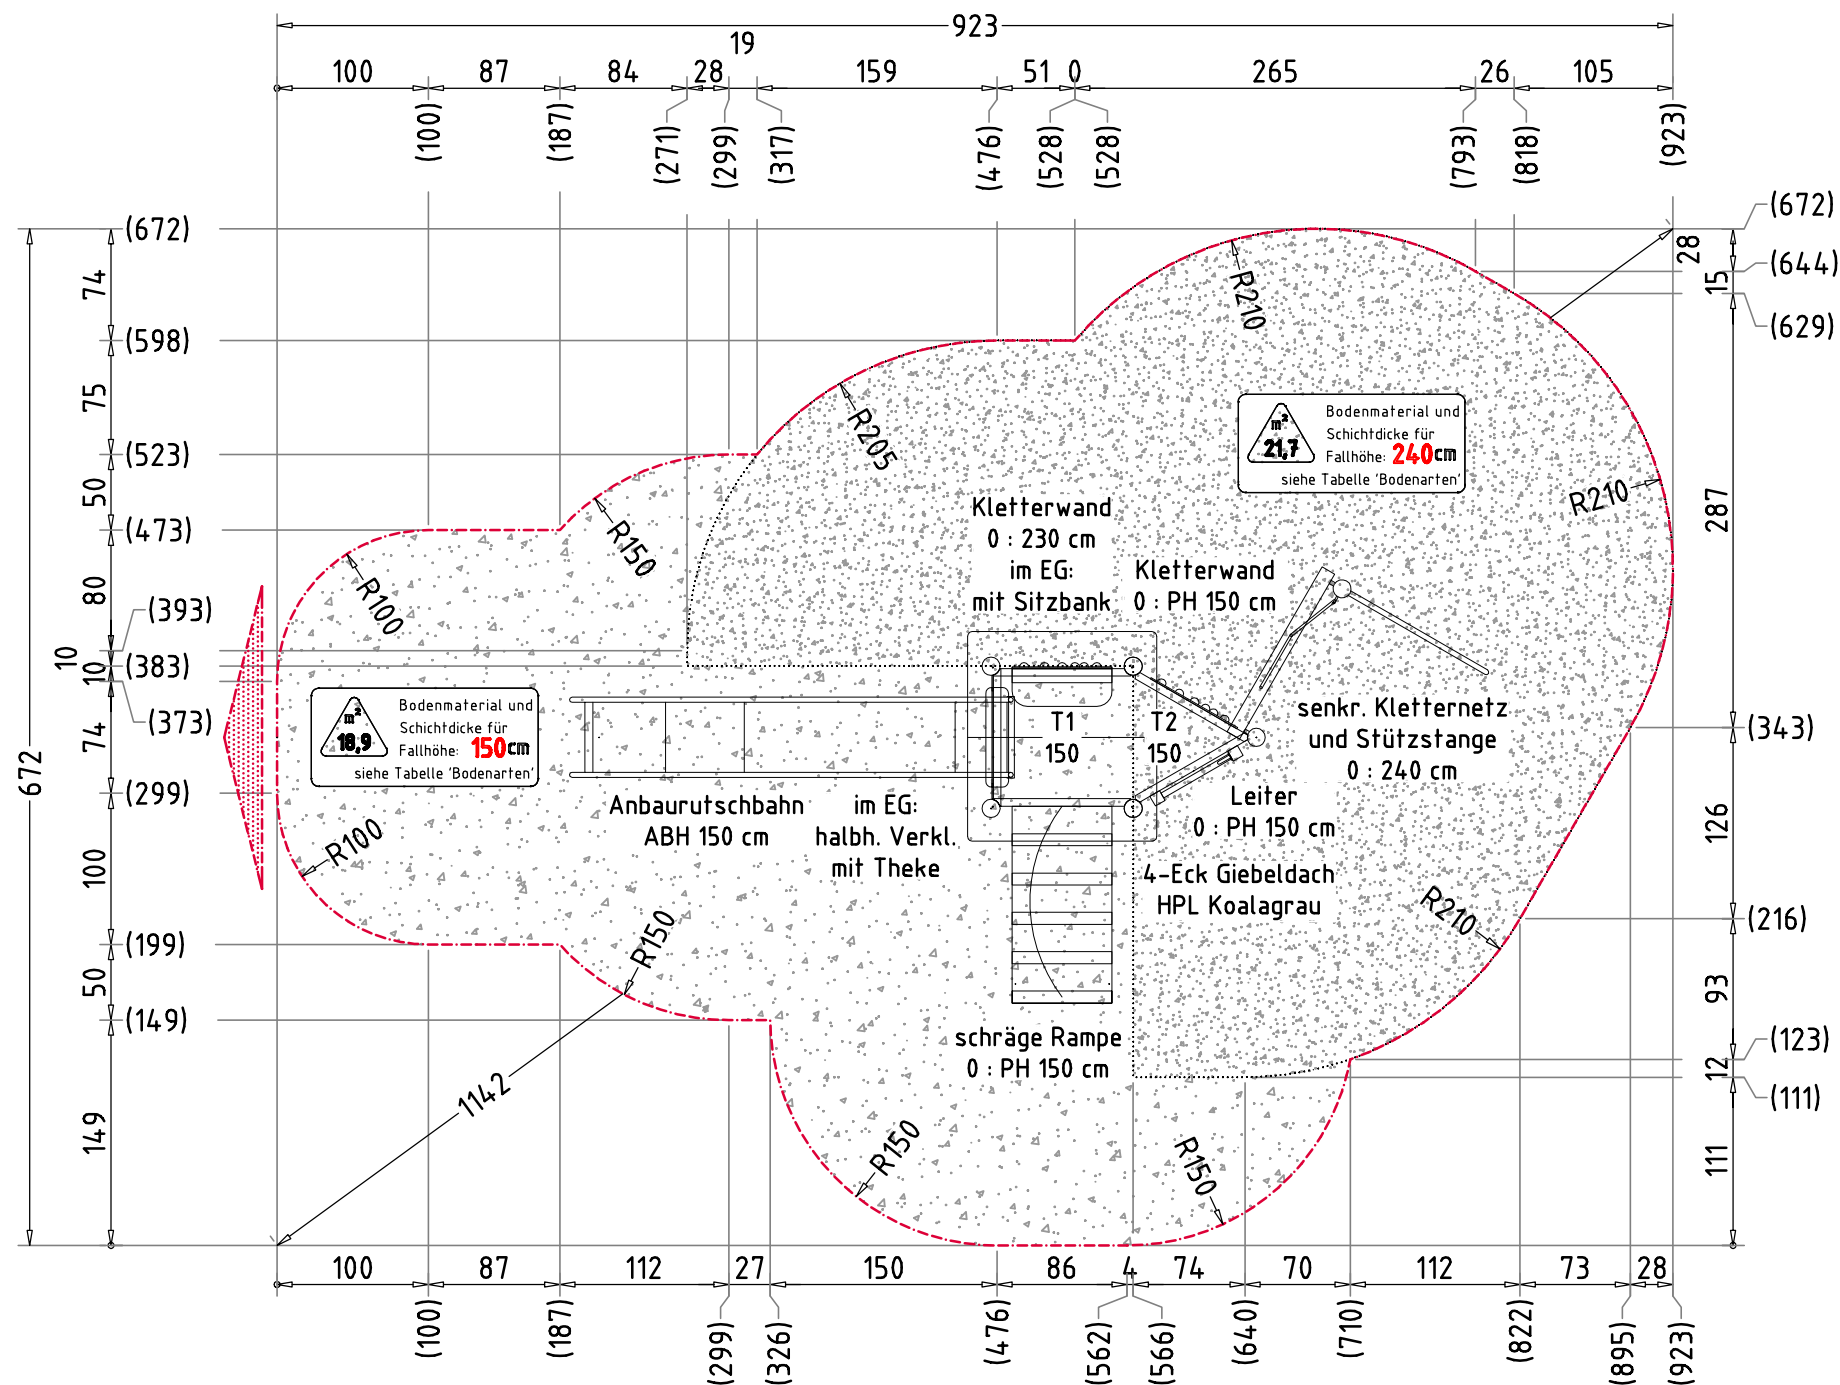 923
19
100 87 84 28 159 51 0 265 26 105
(100) (187) (271) (299) (317) (476) (528) (528) (793) (818) (923)
(672)
74
(598)
75
(523)
50
(473)
80
(393)
10
(383)
10
(373)
74
(299)
100
(199)
50
(149)
149
672
(672)
28
(644)
15
(629)
287
(343)
126
(216)
93
(123)
12
(111)
111
R210
R205
R150
R100
R210
m²
21,7
Bodenmaterial und
Schichtdicke für
Fallhöhe: 240cm
siehe Tabelle 'Bodenarten'
Kletterwand
0 : 230 cm
im EG:
mit Sitzbank
Kletterwand
0 : PH 150 cm
m²
18,9
Bodenmaterial und
Schichtdicke für
Fallhöhe: 150cm
siehe Tabelle 'Bodenarten'
T1
150
T2
150
senkr. Kletternetz
und Stützstange
0 : 240 cm
Anbaurutschbahn
ABH 150 cm
im EG:
halbh. Verkl.
mit Theke
Leiter
0 : PH 150 cm
4-Eck Giebeldach
HPL Koalagrau
R100
R150
R210
schräge Rampe
0 : PH 150 cm
1142
R150
R150
100 87 112 27 150 86 4 74 70 112 73 28
(100) (187) (299) (326) (476) (562) (566) (640) (710) (822) (895) (923)